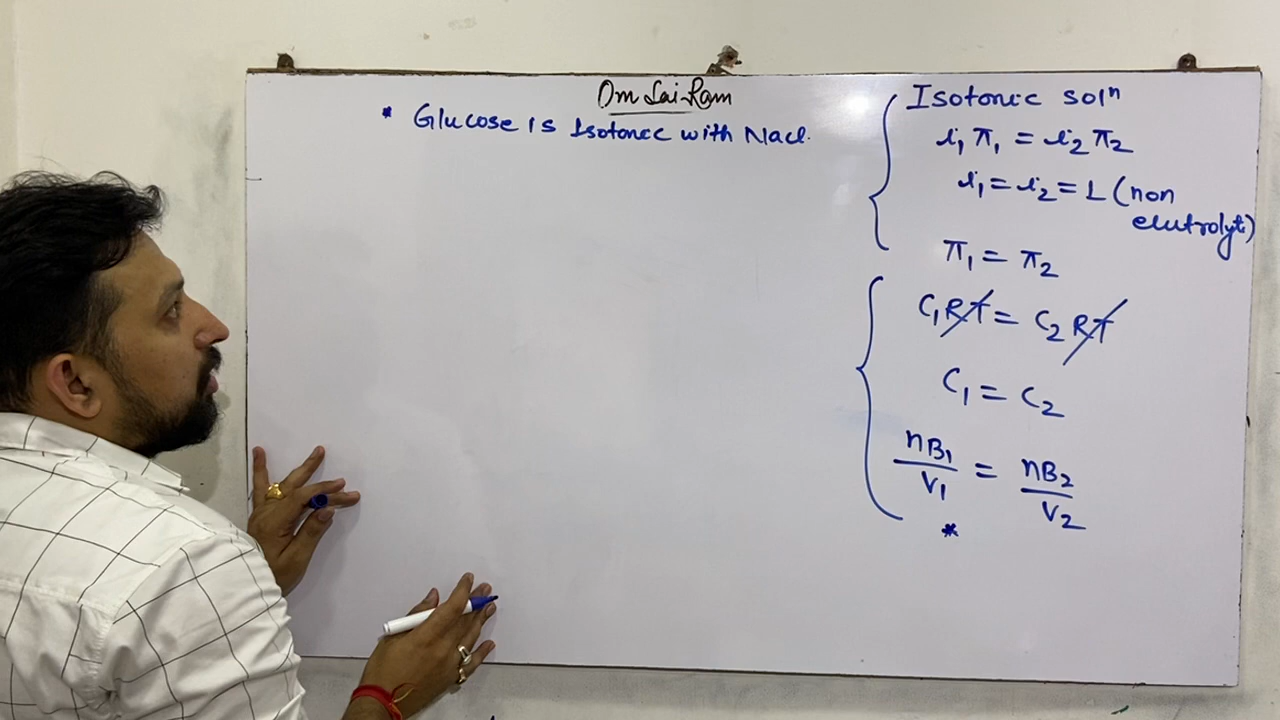 Om Sai Ram
* Glucose is Isotonic with Nacl.
Isotonic solⁿ
i₁ π₁ = i₂ π₂
i₁ = i₂ = 1 (non
elutrolyt)
π₁ = π₂
C₁RT = C₂RT
C₁ = C₂
nB₁/V₁ = nB₂/V₂
*